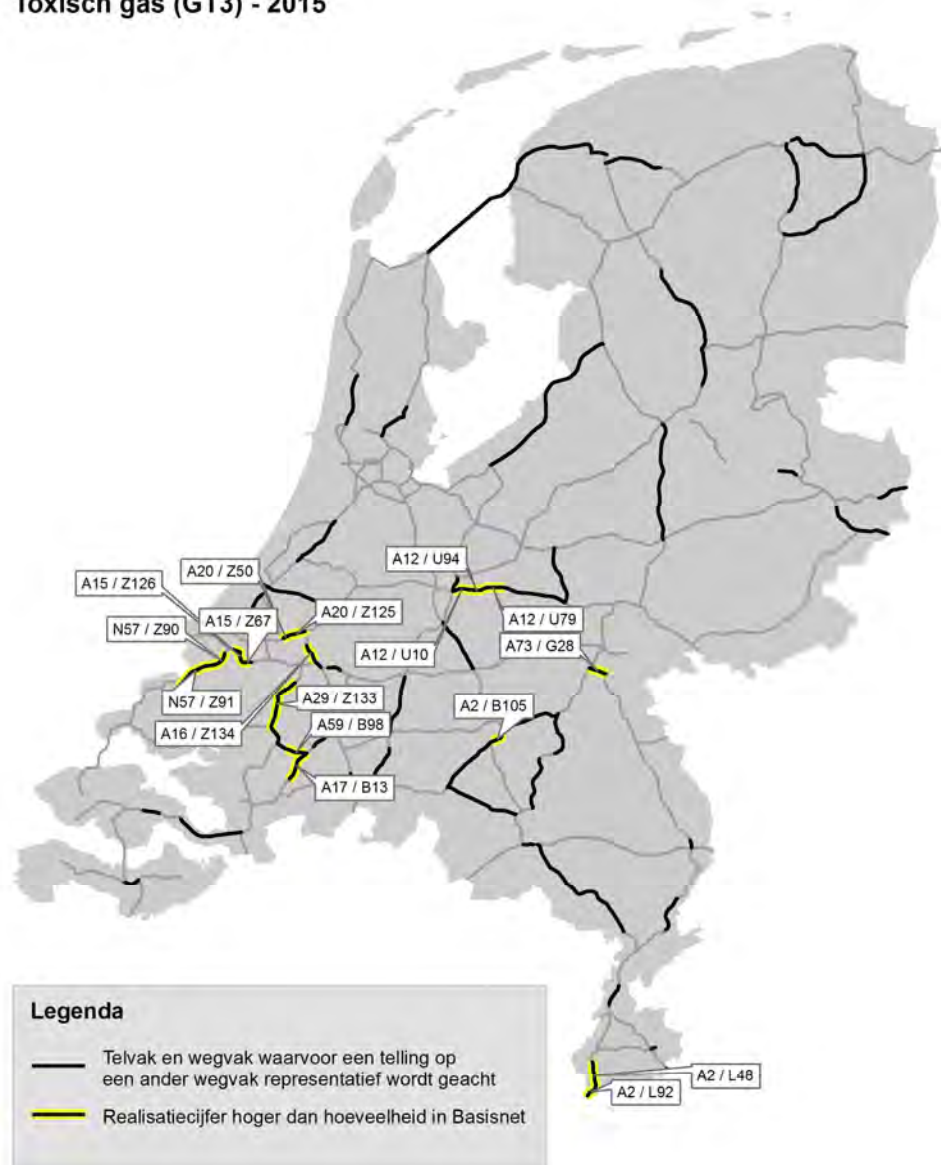 Toxisch gas (GT3) - 2015
A12 / U94
A20 / Z50
A15 / Z126
A20 / Z125
A15 / Z67
A12 / U79
N57 / Z90
A12 / U10
A73 / G28
N57 / Z91
A29 / Z133
A2 / B105
A16 / Z134
A59 / B98
A17 / B13
Legenda
Telvak en wegvak waarvoor een telling op
een ander wegvak representatief wordt geacht
Realisatiecijfer hoger dan hoeveelheid in Basisnet
A2 / L48
A2 / L92